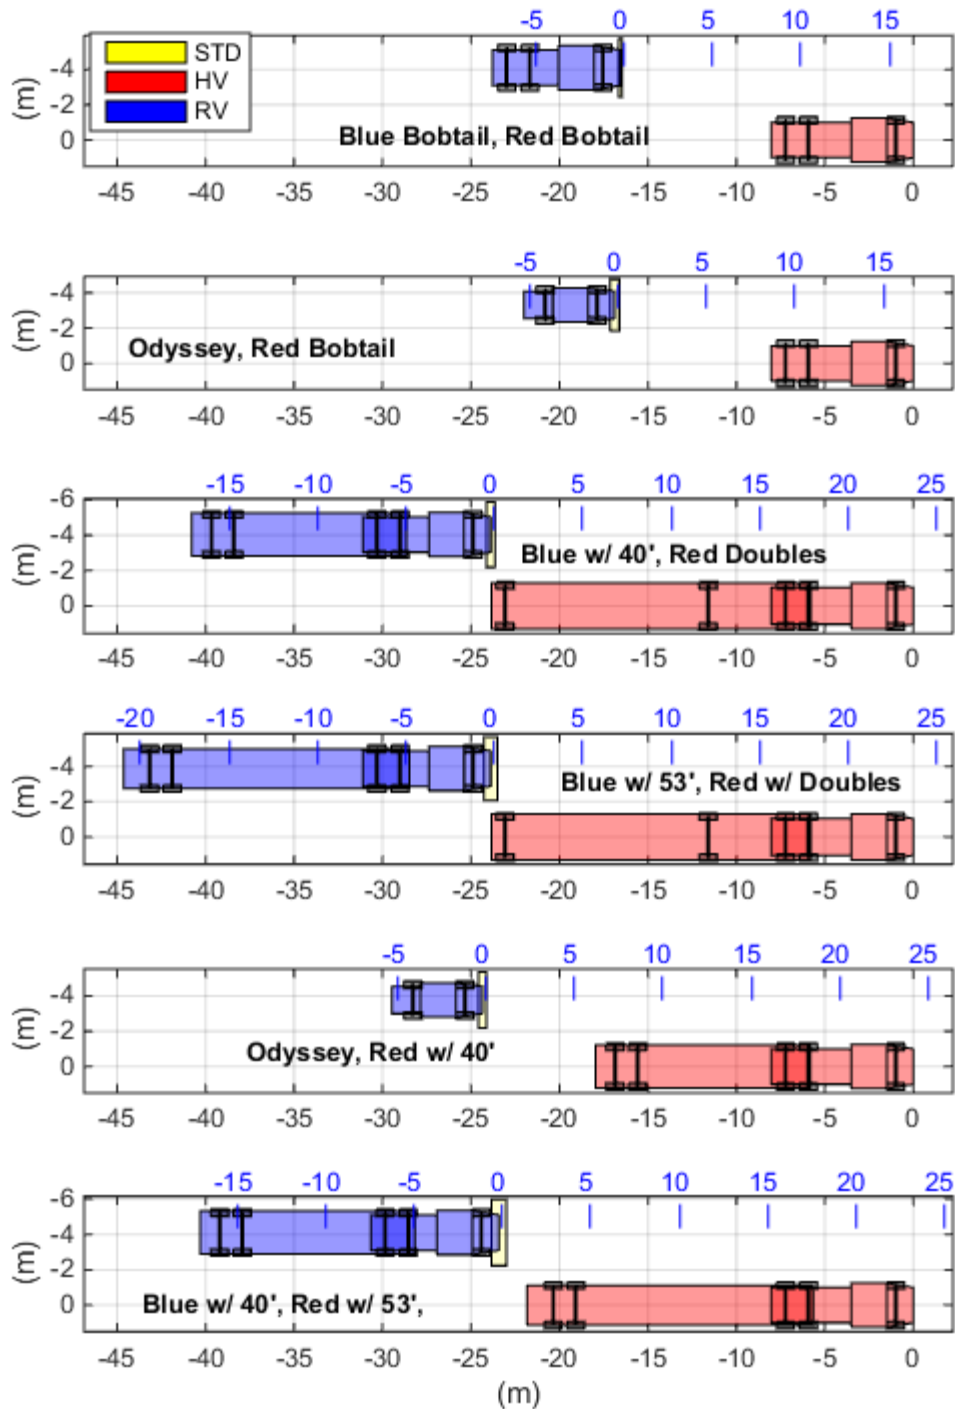 -5 0 5 10 15
STD
HV
RV
-4
-2
0
(m)
Blue Bobtail, Red Bobtail
-45 -40 -35 -30 -25 -20 -15 -10 -5 0
-5 0 5 10 15
-4
-2
0
(m)
Odyssey, Red Bobtail
-45 -40 -35 -30 -25 -20 -15 -10 -5 0
-15 -10 -5 0 5 10 15 20 25
-6
-4
-2
0
(m)
Blue w/ 40', Red Doubles
-45 -40 -35 -30 -25 -20 -15 -10 -5 0
-20 -15 -10 -5 0 5 10 15 20 25
-4
-2
0
(m)
Blue w/ 53', Red w/ Doubles
-45 -40 -35 -30 -25 -20 -15 -10 -5 0
-5 0 5 10 15 20 25
-4
-2
0
(m)
Odyssey, Red w/ 40'
-45 -40 -35 -30 -25 -20 -15 -10 -5 0
-15 -10 -5 0 5 10 15 20 25
-6
-4
-2
0
(m)
Blue w/ 40', Red w/ 53',
-45 -40 -35 -30 -25 -20 -15 -10 -5 0
(m)